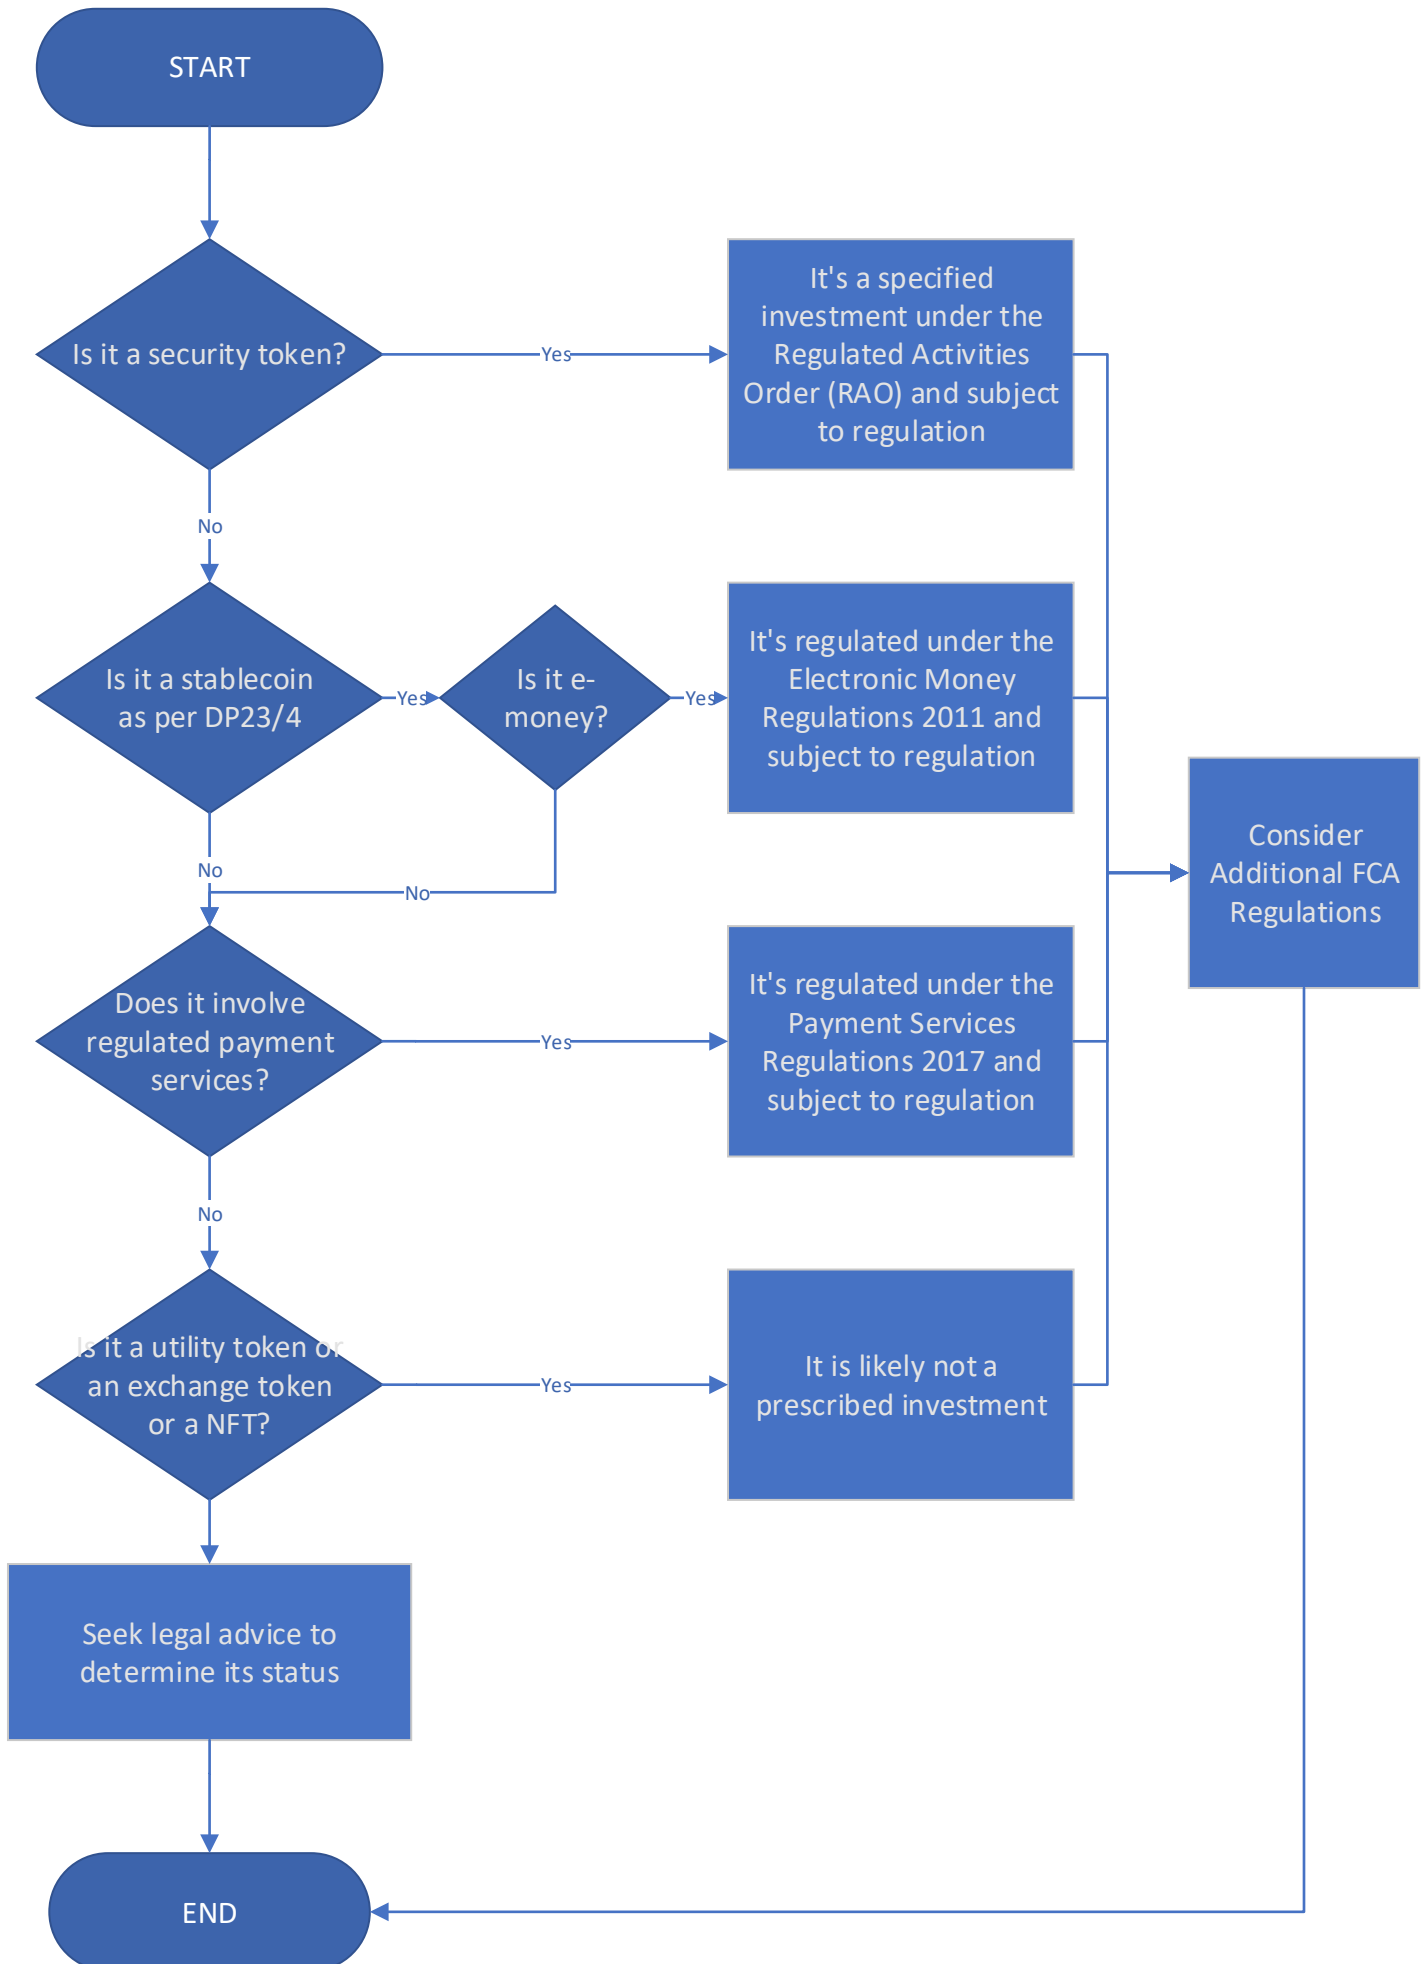 START
Is it a security token?
Yes
It's a specified
investment under the
Regulated Activities
Order (RAO) and subject
to regulation
No
Is it a stablecoin
as per DP23/4
Yes
Is it e-
money?
Yes
It's regulated under the
Electronic Money
Regulations 2011 and
subject to regulation
Consider
Additional FCA
Regulations
No
No
Does it involve
regulated payment
services?
Yes
It's regulated under the
Payment Services
Regulations 2017 and
subject to regulation
No
Is it a utility token or
an exchange token
or a NFT?
Yes
It is likely not a
prescribed investment
Seek legal advice to
determine its status
END